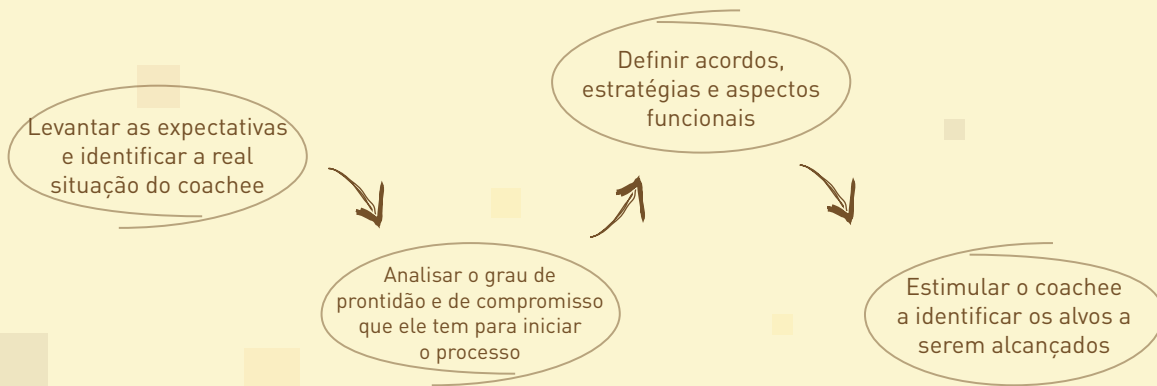 Levantar as expectativas
e identificar a real
situação do coachee
Analisar o grau de
prontidão e de compromisso
que ele tem para iniciar
o processo
Definir acordos,
estratégias e aspectos
funcionais
Estimular o coachee
a identificar os alvos a
serem alcançados